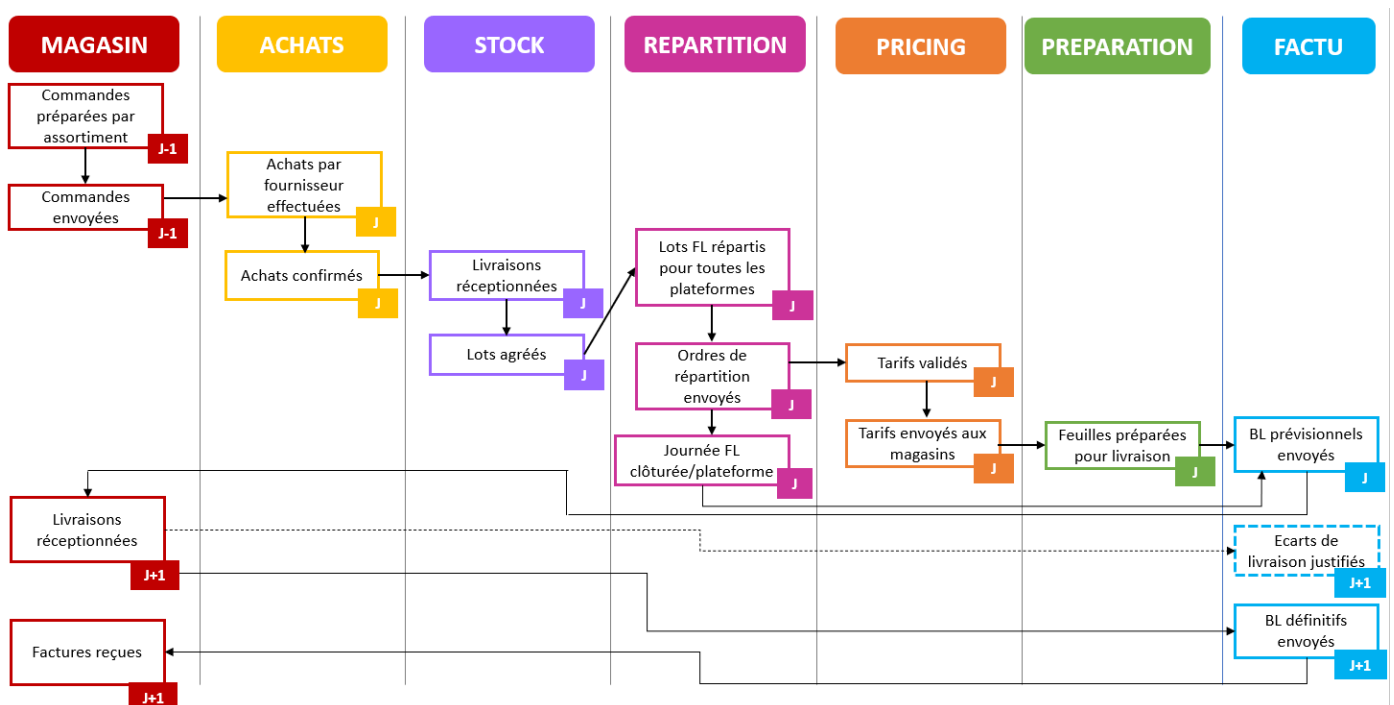 MAGASIN
ACHATS
STOCK
REPARTITION
PRICING
PREPARATION
FACTU
Commandes
préparées par
assortiment
J-1
Commandes
envoyées
J-1
Achats par
fournisseur
effectuées
J
Achats confirmés
J
Livraisons
réceptionnées
J
Lots agréés
J
Lots FL répartis
pour toutes les
plateformes
J
Ordres de
répartition
envoyés
J
Journée FL
clôturée/plateforme
J
Tarifs validés
J
Tarifs envoyés aux
magasins
J
Feuilles préparées
pour livraison
J
BL prévisionnels
envoyés
J
Livraisons
réceptionnées
J+1
Ecarts de
livraison justifiés
J+1
BL définitifs
envoyés
J+1
Factures reçues
J+1